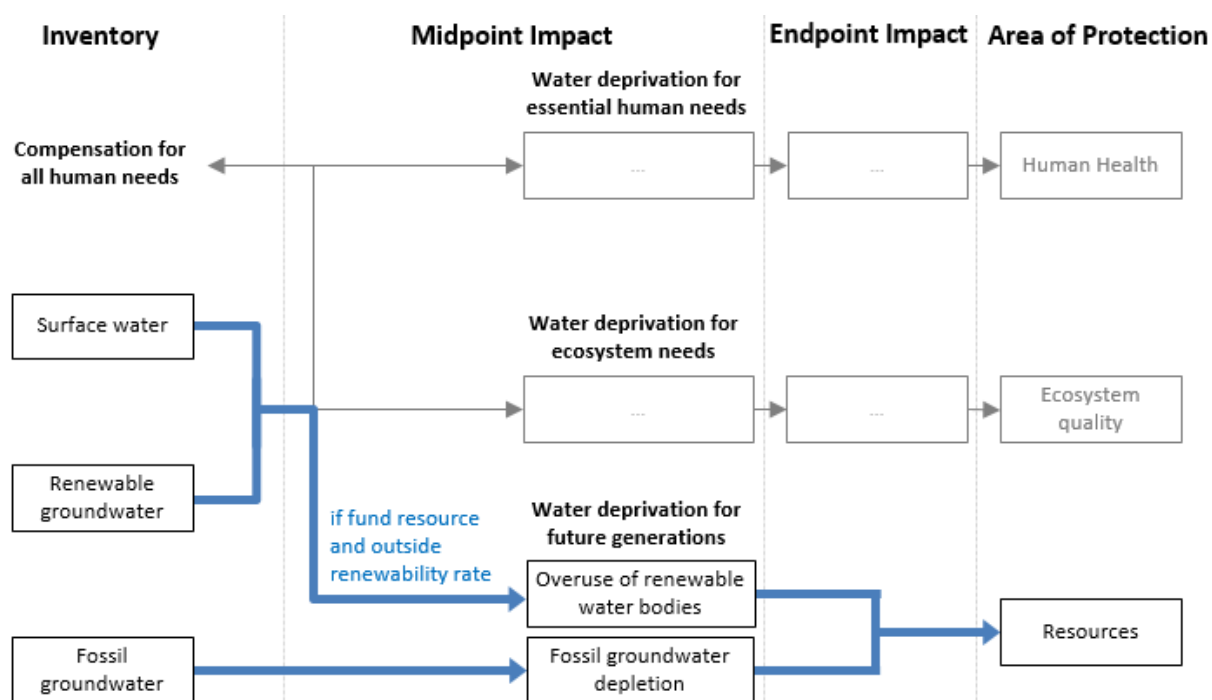 Inventory
Midpoint Impact
Endpoint Impact
Area of Protection
Water deprivation for
essential human needs
Compensation for
all human needs
...
...
Human Health
Surface water
Water deprivation for
ecosystem needs
...
...
Ecosystem
quality
Renewable
groundwater
if fund resource
and outside
renewability rate
Water deprivation for
future generations
Overuse of renewable
water bodies
Resources
Fossil
groundwater
Fossil groundwater
depletion